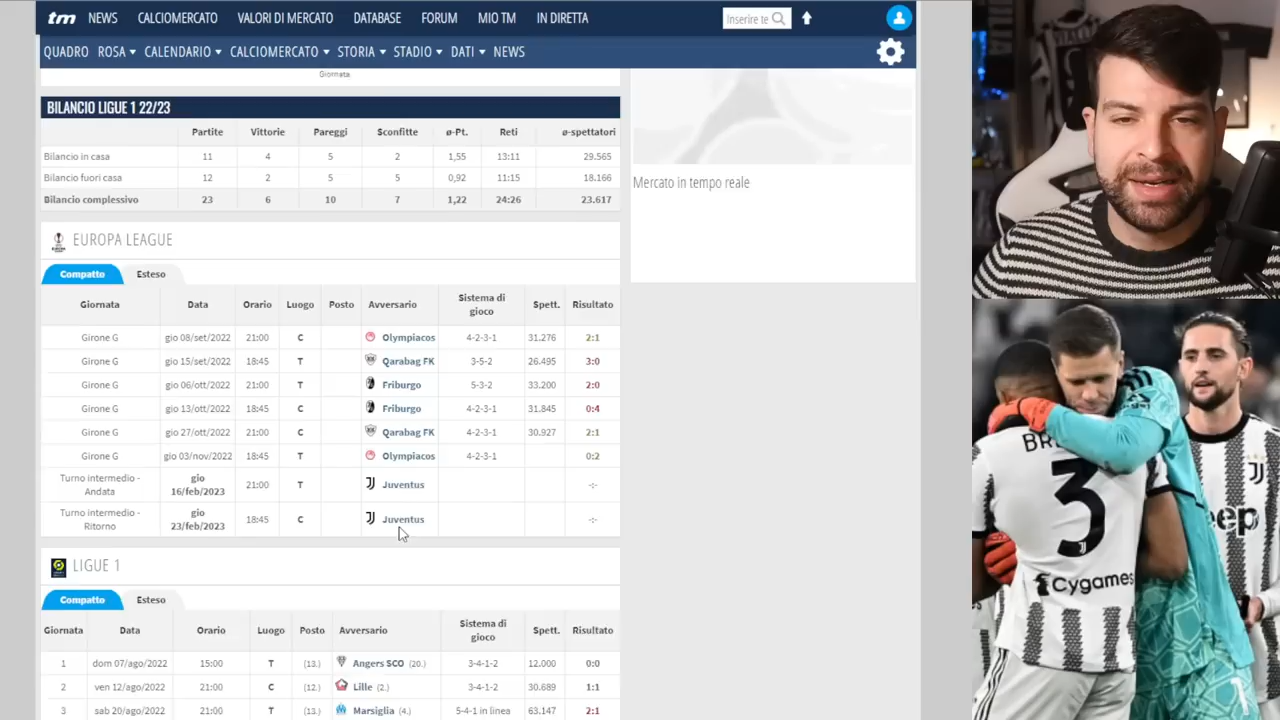 tm NEWS CALCIOMERCATO VALORI DI MERCATO DATABASE FORUM MIO TM IN DIRETTA Inserire te
QUADRO ROSA CALENDARIO CALCIOMERCATO STORIA STADIO DATI NEWS
Giornata
BILANCIO LIGUE 1 22/23
Partite Vittorie Pareggi Sconfitte ø-Pt. Reti ø-spettatori
Bilancio in casa 11 4 5 2 1,55 13:11 29.565
Bilancio fuori casa 12 2 5 5 0,92 11:15 18.166
Bilancio complessivo 23 6 10 7 1,22 24:26 23.617
Mercato in tempo reale
EUROPA LEAGUE
Compatto Esteso
Giornata Data Orario Luogo Posto Avversario Sistema di gioco Spett. Risultato
Girone G gio 08/set/2022 21:00 C Olympiacos 4-2-3-1 31.276 2:1
Girone G gio 15/set/2022 18:45 T Qarabag FK 3-5-2 26.495 3:0
Girone G gio 06/ott/2022 21:00 T Friburgo 5-3-2 33.200 2:0
Girone G gio 13/ott/2022 18:45 C Friburgo 4-2-3-1 31.845 0:4
Girone G gio 27/ott/2022 21:00 C Qarabag FK 4-2-3-1 30.927 2:1
Girone G gio 03/nov/2022 18:45 T Olympiacos 4-2-3-1 0:2
Turno intermedio - Andata gio 16/feb/2023 21:00 T Juventus -:-
Turno intermedio - Ritorno gio 23/feb/2023 18:45 C Juventus -:-
LIGUE 1
Compatto Esteso
Giornata Data Orario Luogo Posto Avversario Sistema di gioco Spett. Risultato
1 dom 07/ago/2022 15:00 T (13.) Angers SCO (20.) 3-4-1-2 12.000 0:0
2 ven 12/ago/2022 21:00 C (12.) Lille (2.) 3-4-1-2 30.689 1:1
3 sab 20/ago/2022 21:00 T (13.) Marsiglia (4.) 5-4-1 in linea 63.147 2:1
3
Cygames
Jeep